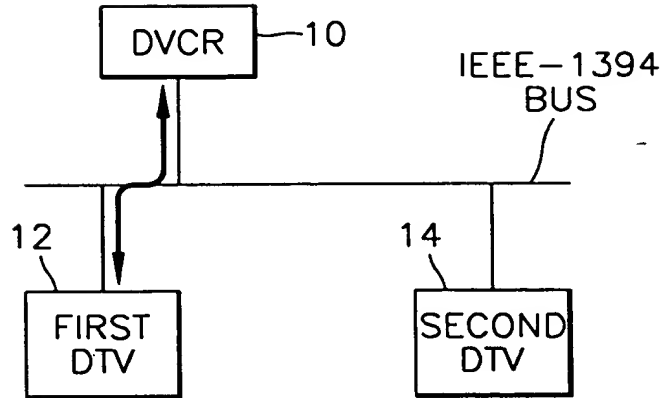 DVCR
10
IEEE-1394
BUS
12
14
FIRST
DTV
SECOND
DTV